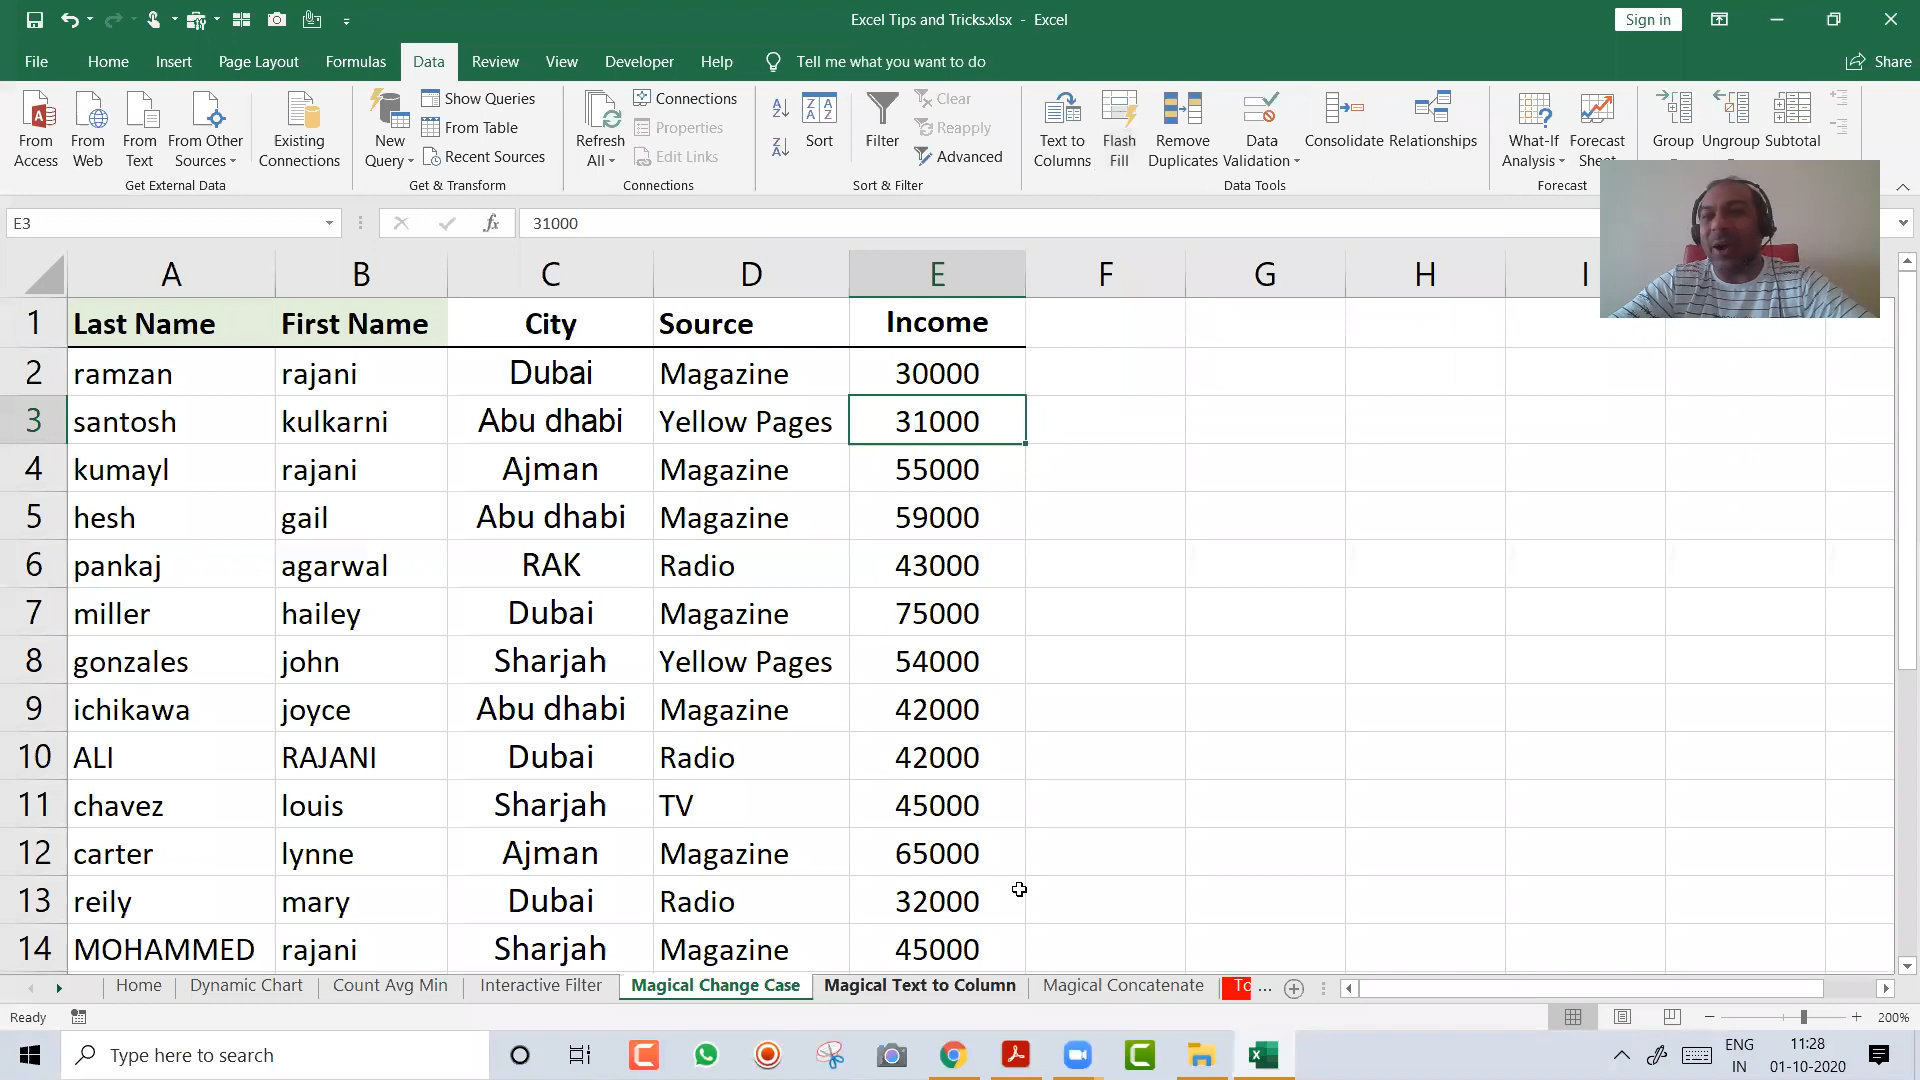 Excel Tips and Tricks.xlsx - Excel
Sign in
File Home Insert Page Layout Formulas Data Review View Developer Help Tell me what you want to do Share
From Access
From Web
From Text
From Other Sources
Existing Connections
Get External Data
New Query
Show Queries
From Table
Recent Sources
Get & Transform
Refresh All
Connections
Properties
Edit Links
Connections
Sort
Filter
Clear
Reapply
Advanced
Sort & Filter
Text to Columns
Flash Fill
Remove Duplicates
Data Validation
Consolidate
Relationships
Data Tools
What-If Analysis
Forecast Sheet
Forecast
Group
Ungroup
Subtotal
E3 fx 31000
A B C D E F G H I
1 Last Name First Name City Source Income
2 ramzan rajani Dubai Magazine 30000
3 santosh kulkarni Abu dhabi Yellow Pages 31000
4 kumayl rajani Ajman Magazine 55000
5 hesh gail Abu dhabi Magazine 59000
6 pankaj agarwal RAK Radio 43000
7 miller hailey Dubai Magazine 75000
8 gonzales john Sharjah Yellow Pages 54000
9 ichikawa joyce Abu dhabi Magazine 42000
10 ALI RAJANI Dubai Radio 42000
11 chavez louis Sharjah TV 45000
12 carter lynne Ajman Magazine 65000
13 reily mary Dubai Radio 32000
14 MOHAMMED rajani Sharjah Magazine 45000
Home Dynamic Chart Count Avg Min Interactive Filter Magical Change Case Magical Text to Column Magical Concatenate To ...
Ready 200%
Type here to search
ENG
IN
11:28
01-10-2020